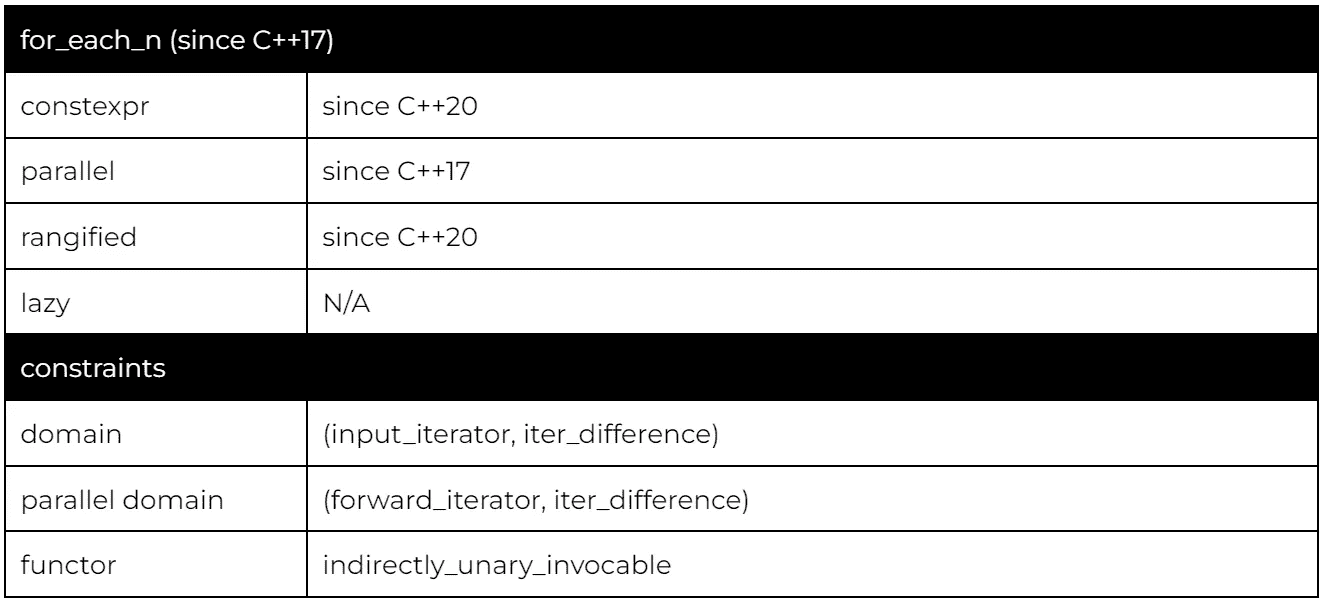 for_each_n (since C++17)
constexpr since C++20
parallel since C++17
rangified since C++20
lazy N/A
constraints
domain (input_iterator, iter_difference)
parallel domain (forward_iterator, iter_difference)
functor indirectly_unary_invocable